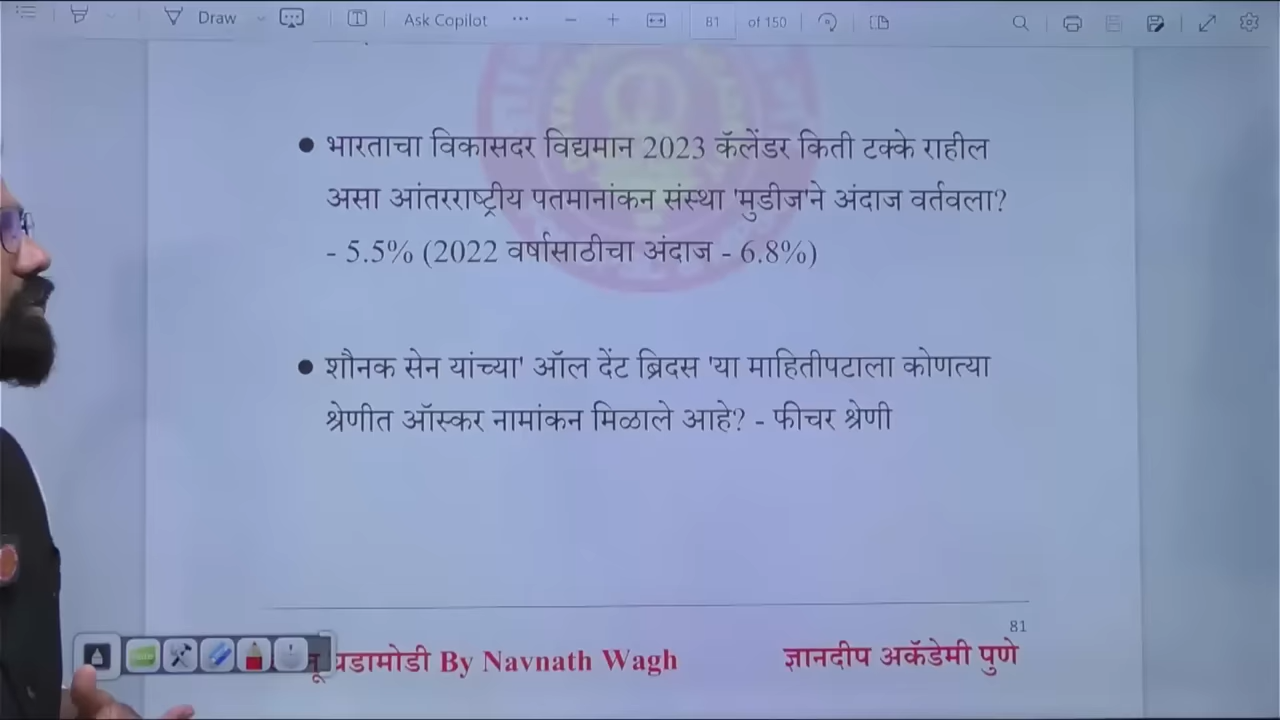 Draw
Ask Copilot
81 of 150
● भारताचा विकासदर विद्यमान 2023 कॅलेंडर किती टक्के राहील
असा आंतरराष्ट्रीय पतमानांकन संस्था 'मुडीज'ने अंदाज वर्तवला?
- 5.5% (2022 वर्षासाठीचा अंदाज - 6.8%)
● शौनक सेन यांच्या' ऑल देंट ब्रिदस 'या माहितीपटाला कोणत्या
श्रेणीत ऑस्कर नामांकन मिळाले आहे? - फीचर श्रेणी
81
By Navnath Wagh
ज्ञानदीप अकॅडेमी पुणे